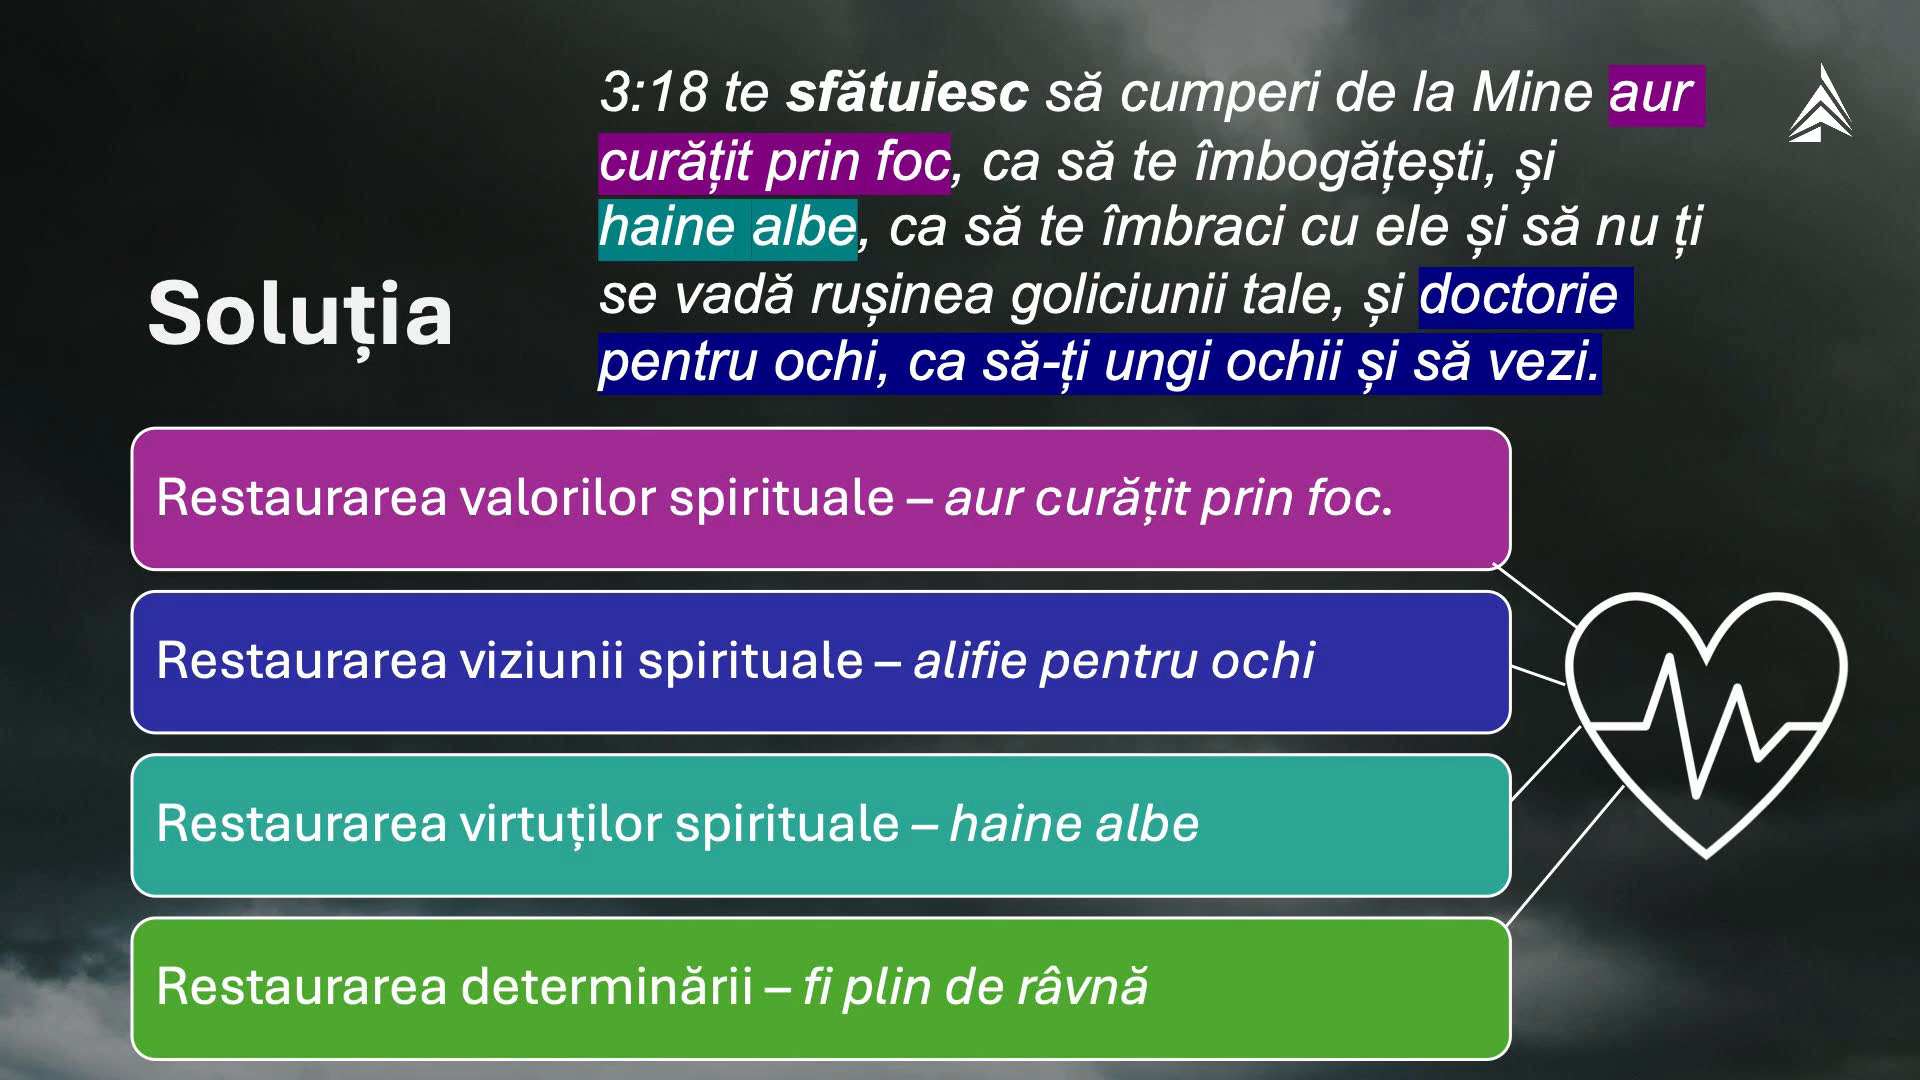 3:18 te sfătuiesc să cumperi de la Mine aur
curățit prin foc, ca să te îmbogățești, și
haine albe, ca să te îmbraci cu ele și să nu ți
se vadă rușinea goliciunii tale, și doctorie
pentru ochi, ca să-ți ungi ochii și să vezi.
Soluția
Restaurarea valorilor spirituale – aur curățit prin foc.
Restaurarea viziunii spirituale – alifie pentru ochi
Restaurarea virtuților spirituale – haine albe
Restaurarea determinării – fi plin de râvnă